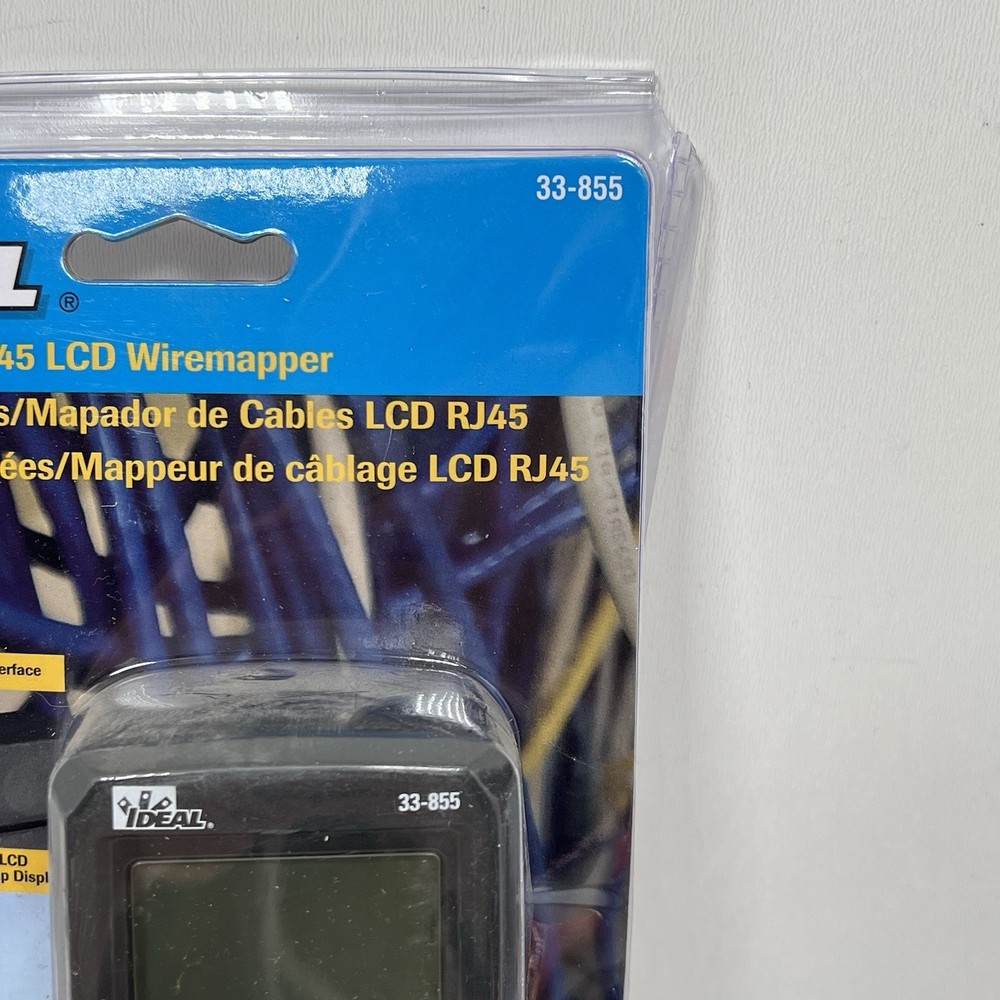 33-855
L ®
45 LCD Wiremapper
s/Mapador de Cables LCD RJ45
ées/Mappeur de câblage LCD RJ45
erface
IDEAL®
33-855
LCD
p Displ